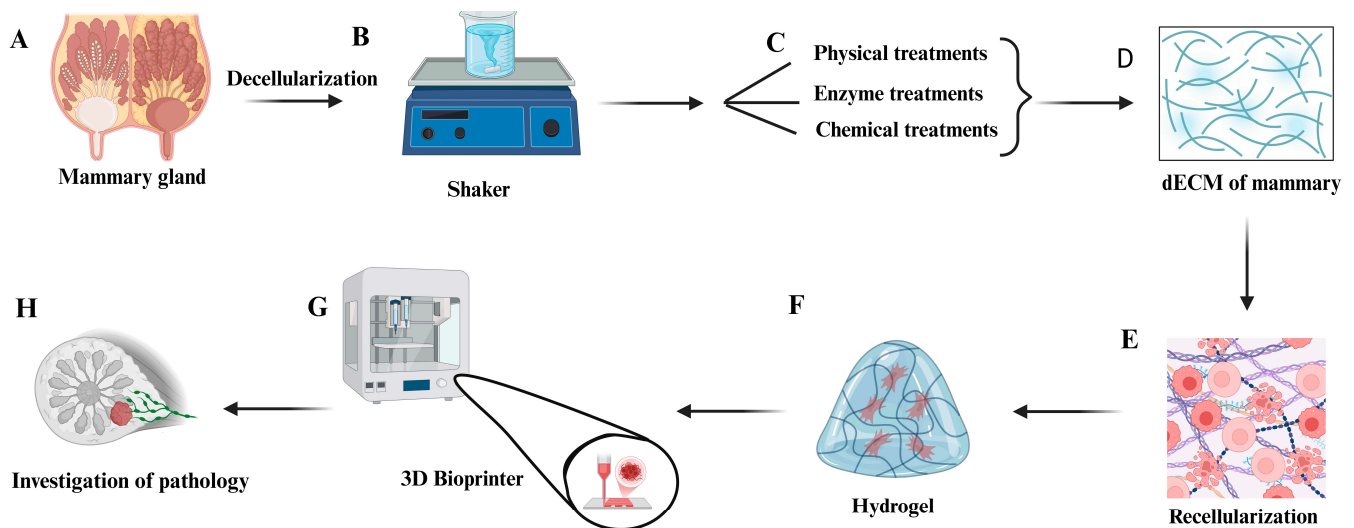 A
Mammary gland
Decellularization
B
Shaker
C
Physical treatments
Enzyme treatments
Chemical treatments
D
dECM of mammary
E
Recellularization
F
Hydrogel
G
3D Bioprinter
H
Investigation of pathology